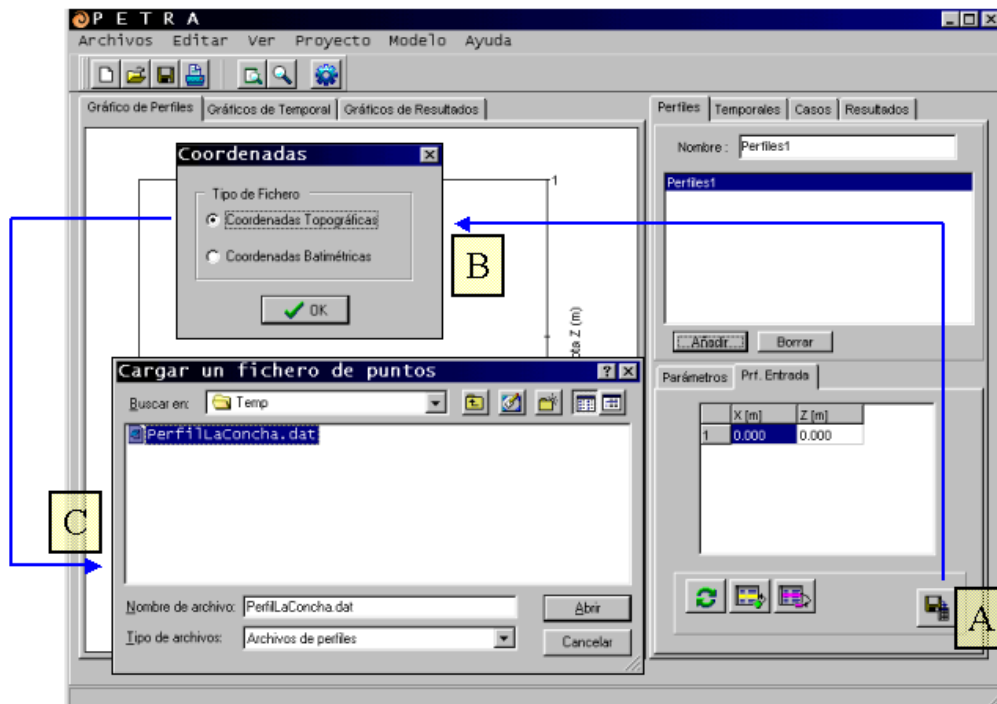 PETRA
Archivos Editar Ver Proyecto Modelo Ayuda
Gráfico de Perfiles Gráficos de Temporal Gráficos de Resultados
Perfiles Temporales Casos Resultados
Nombre : Perfiles1
Perfiles1
Coordenadas
Tipo de Fichero
Coordenadas Topográficas
Coordenadas Batimétricas
OK
1
B
Z (m)
Añadir Borrar
Parámetros Prf. Entrada
X [m] Z [m]
1 0.000 0.000
Cargar un fichero de puntos
Buscar en: Temp
PerfilLaConcha.dat
C
Nombre de archivo: PerfilLaConcha.dat Abrir
Tipo de archivos: Archivos de perfiles Cancelar
A